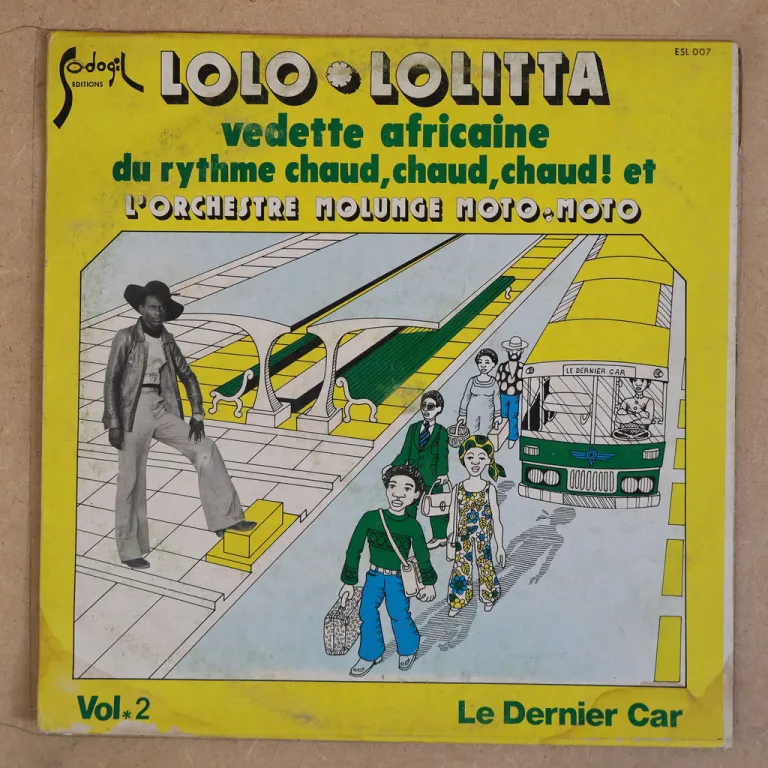 Sodogil
EDITIONS
ESL 007
LOLO LOLITTA
vedette africaine
du rythme chaud, chaud, chaud! et
L'ORCHESTRE MOLUNGE MOTO-MOTO
LE DERNIER CAR
Vol*2
Le Dernier Car